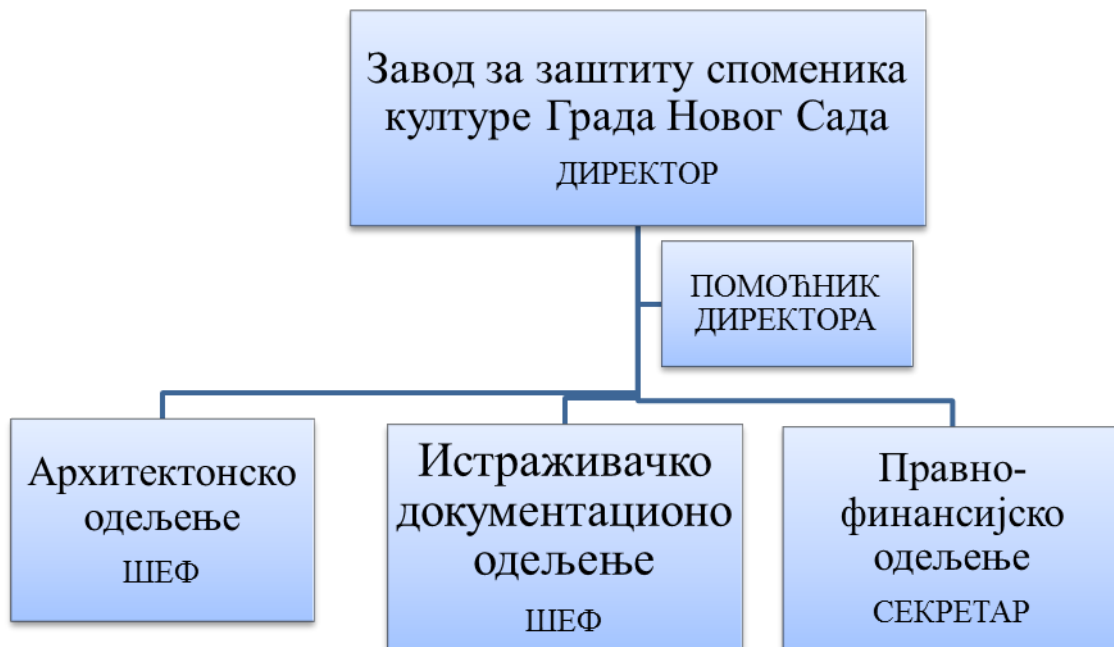 Завод за заштиту споменика
културе Града Новог Сада
ДИРЕКТОР
ПОМОЋНИК
ДИРЕКТОРА
Архитектонско
одељење
ШЕФ
Истраживачко
документационо
одељење
ШЕФ
Правно-
финансијско
одељење
СЕКРЕТАР